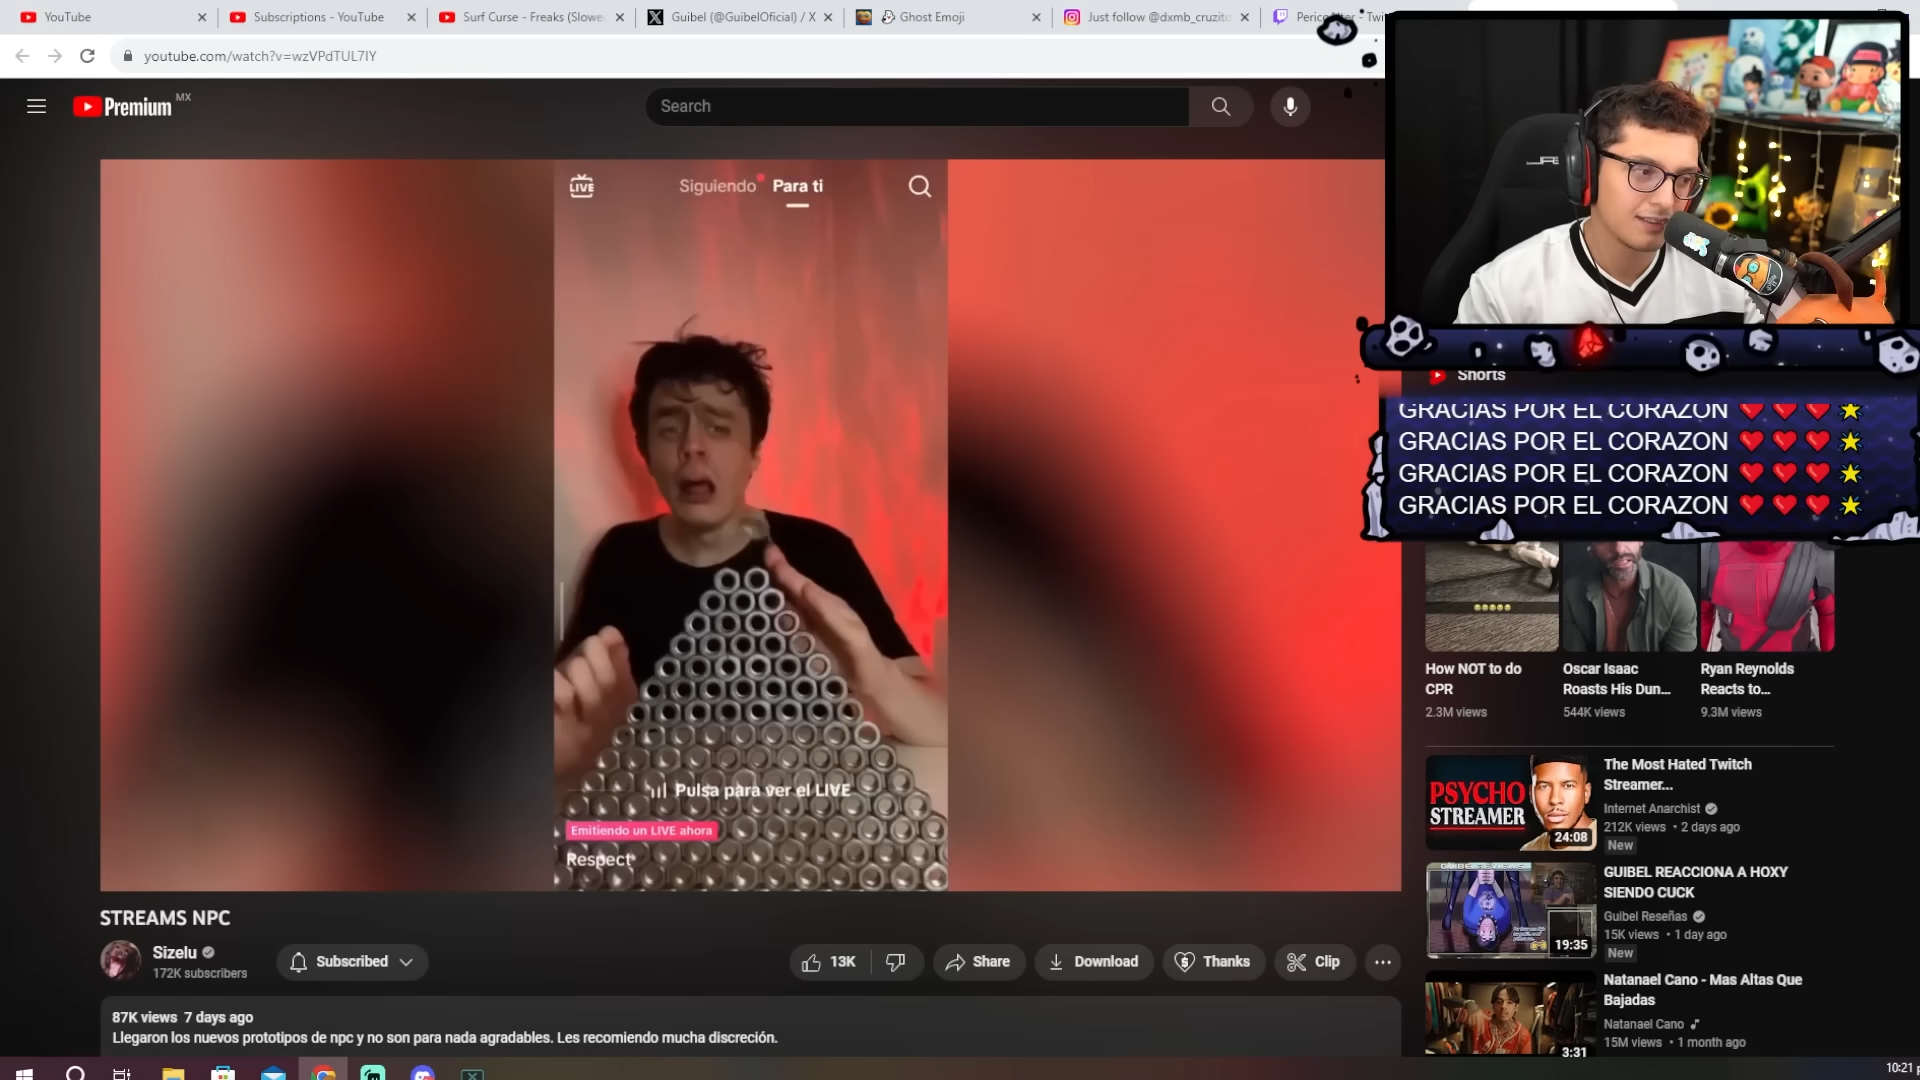 YouTube
Subscriptions - YouTube
Surf Curse - Freaks (Slowe
Guibel (@GuibelOficial) / X
Ghost Emoji
Just follow @dxmb_cruzito
youtube.com/watch?v=wzVPdTUL7IY
Premium MX
Search
LIVE
Siguiendo
Para ti
Pulsa para ver el LIVE
Emitiendo un LIVE ahora
Respect
Shorts
GRACIAS POR EL CORAZON ❤️ ❤️ ❤️ 🌟
GRACIAS POR EL CORAZON ❤️ ❤️ ❤️ 🌟
GRACIAS POR EL CORAZON ❤️ ❤️ ❤️ 🌟
GRACIAS POR EL CORAZON ❤️ ❤️ ❤️ 🌟
How NOT to do
CPR
2.3M views
Oscar Isaac
Roasts His Dun...
544K views
Ryan Reynolds
Reacts to...
9.3M views
PSYCHO
STREAMER
24:08
The Most Hated Twitch
Streamer...
Internet Anarchist
212K views • 2 days ago
New
19:35
GUIBEL REACCIONA A HOXY
SIENDO CUCK
Guibel Reseñas
15K views • 1 day ago
New
3:31
Natanael Cano - Mas Altas Que
Bajadas
Natanael Cano
15M views • 1 month ago
STREAMS NPC
Sizelu
172K subscribers
Subscribed
13K
Share
Download
Thanks
Clip
87K views 7 days ago
Llegaron los nuevos prototipos de npc y no son para nada agradables. Les recomiendo mucha discreción.
10:21